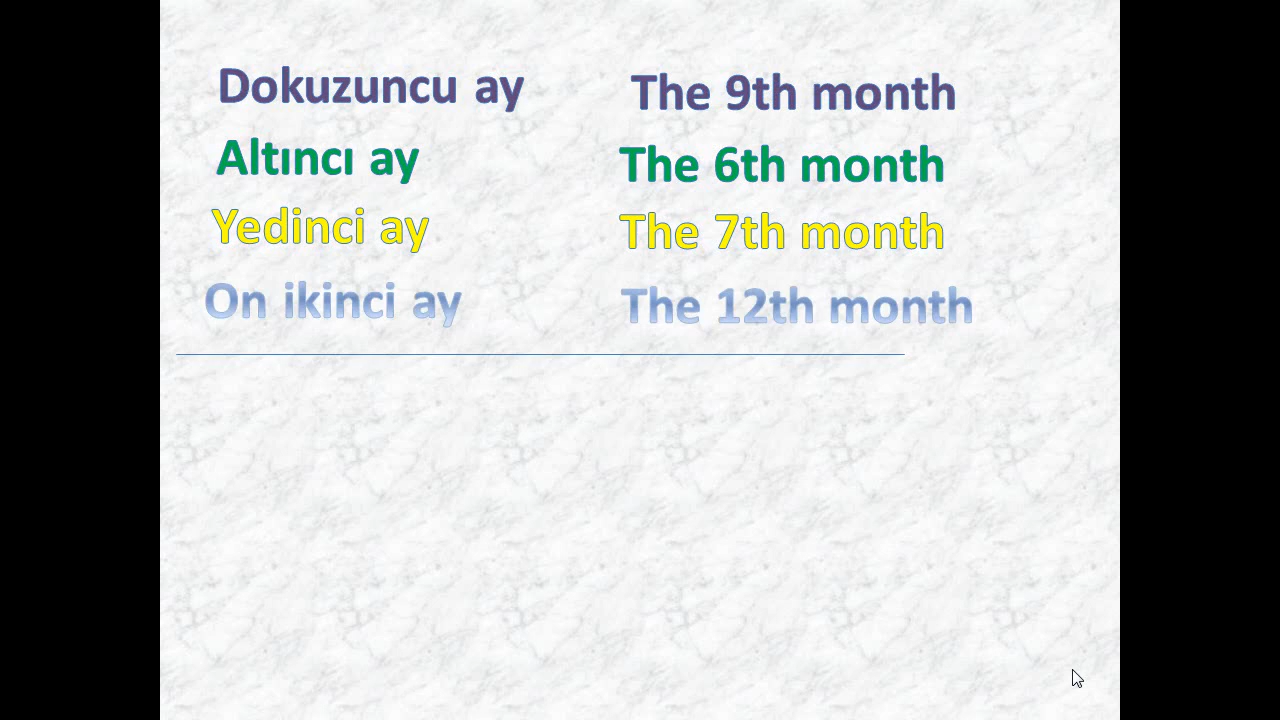 Dokuzuncu ay The 9th month
Altıncı ay The 6th month
Yedinci ay The 7th month
On ikinci ay The 12th month